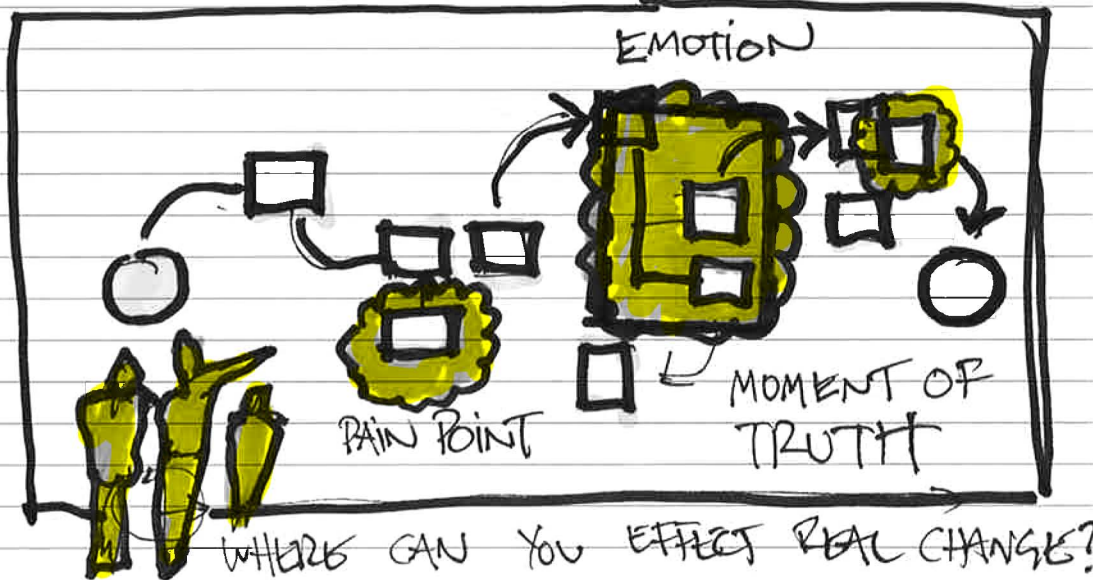 EMOTION
PAIN POINT
MOMENT OF
TRUTH
WHERE CAN YOU EFFECT REAL CHANGE?